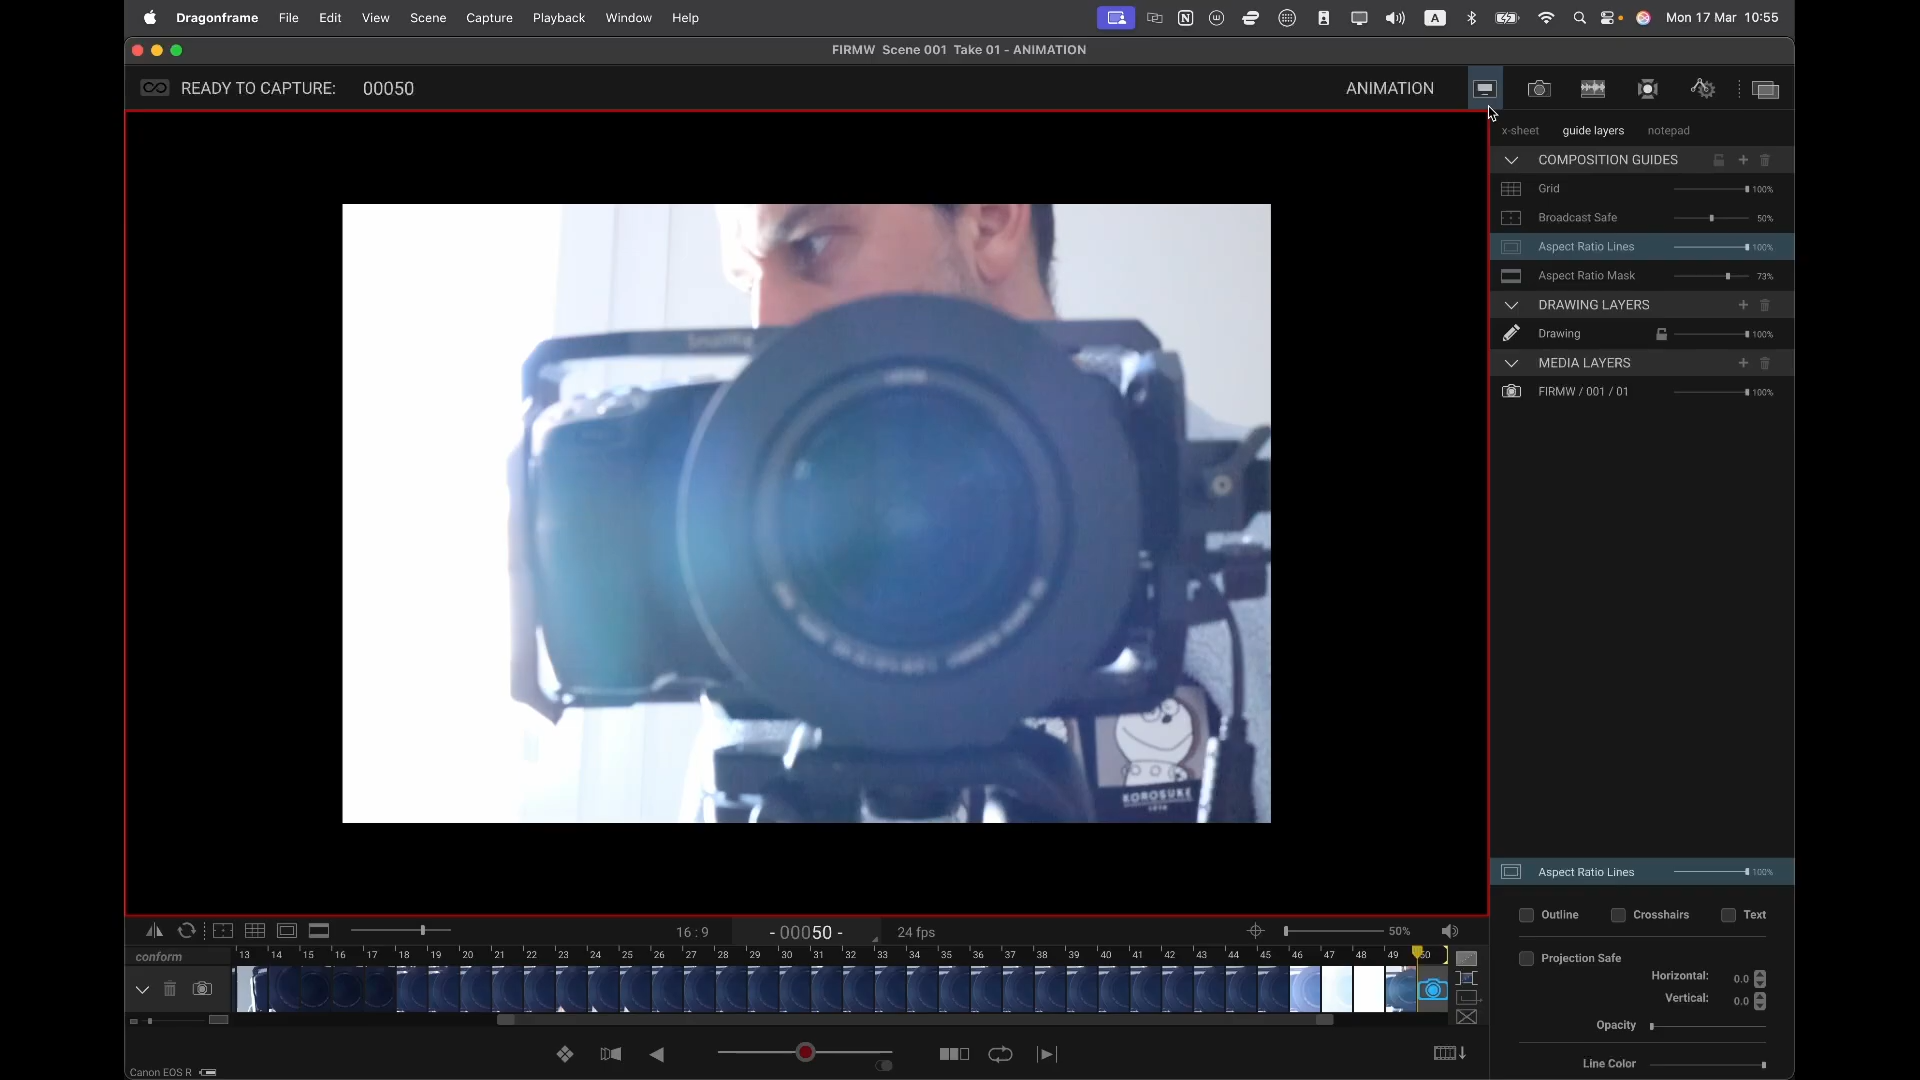 Dragonframe File Edit View Scene Capture Playback Window Help A Mon 17 Mar 10:55
FIRMW Scene 001 Take 01 - ANIMATION
READY TO CAPTURE: 00050 ANIMATION
x-sheet guide layers notepad
COMPOSITION GUIDES
Grid 100%
Broadcast Safe 50%
Aspect Ratio Lines 100%
Aspect Ratio Mask 73%
DRAWING LAYERS
Drawing 100%
MEDIA LAYERS
FIRMW / 001 / 01 100%
KOROSUKE
Aspect Ratio Lines 100%
Outline Crosshairs Text
Projection Safe
Horizontal: 0.0
Vertical: 0.0
Opacity
Line Color
16 : 9 - 00050 - 24 fps 50%
conform 13 14 15 16 17 18 19 20 21 22 23 24 25 26 27 28 29 30 31 32 33 34 35 36 37 38 39 40 41 42 43 44 45 46 47 48 49 50
Canon EOS R